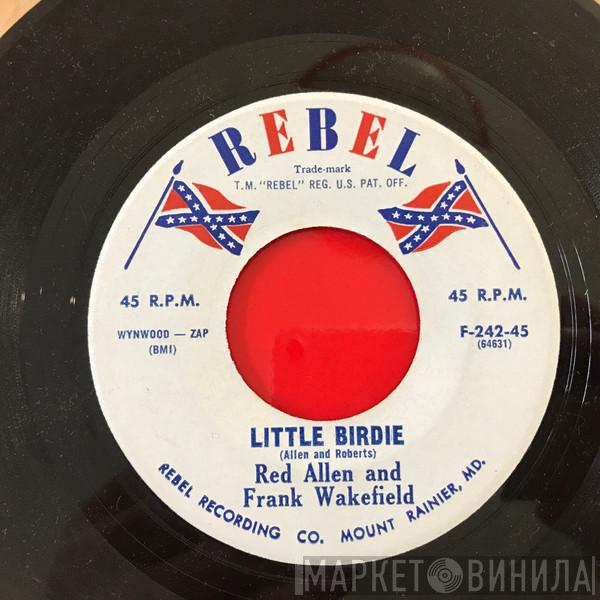 REBEL
Trade-mark
T.M. "REBEL" REG. U.S. PAT. OFF.
45 R.P.M.
45 R.P.M.
WYNWOOD — ZAP
(BMI)
F-242-45
(64631)
LITTLE BIRDIE
(Allen and Roberts)
Red Allen and
Frank Wakefield
REBEL RECORDING CO. MOUNT RAINIER, MD.
МАРКЕТ ВИНИЛА